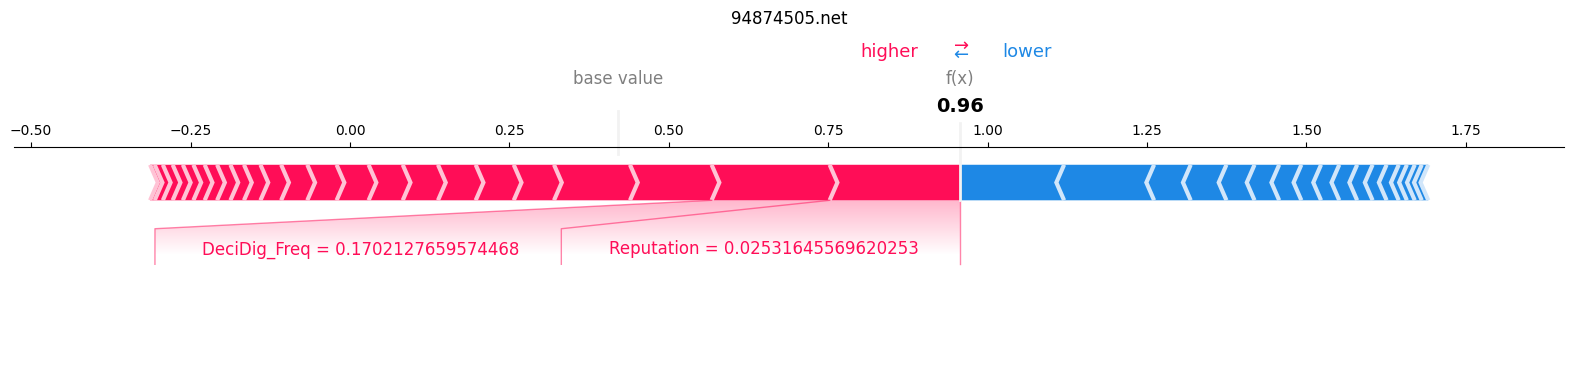 94874505.net
higher ⇄ lower
base value f(x)
0.96
−0.50 −0.25 0.00 0.25 0.50 0.75 1.00 1.25 1.50 1.75
DeciDig_Freq = 0.1702127659574468 Reputation = 0.02531645569620253